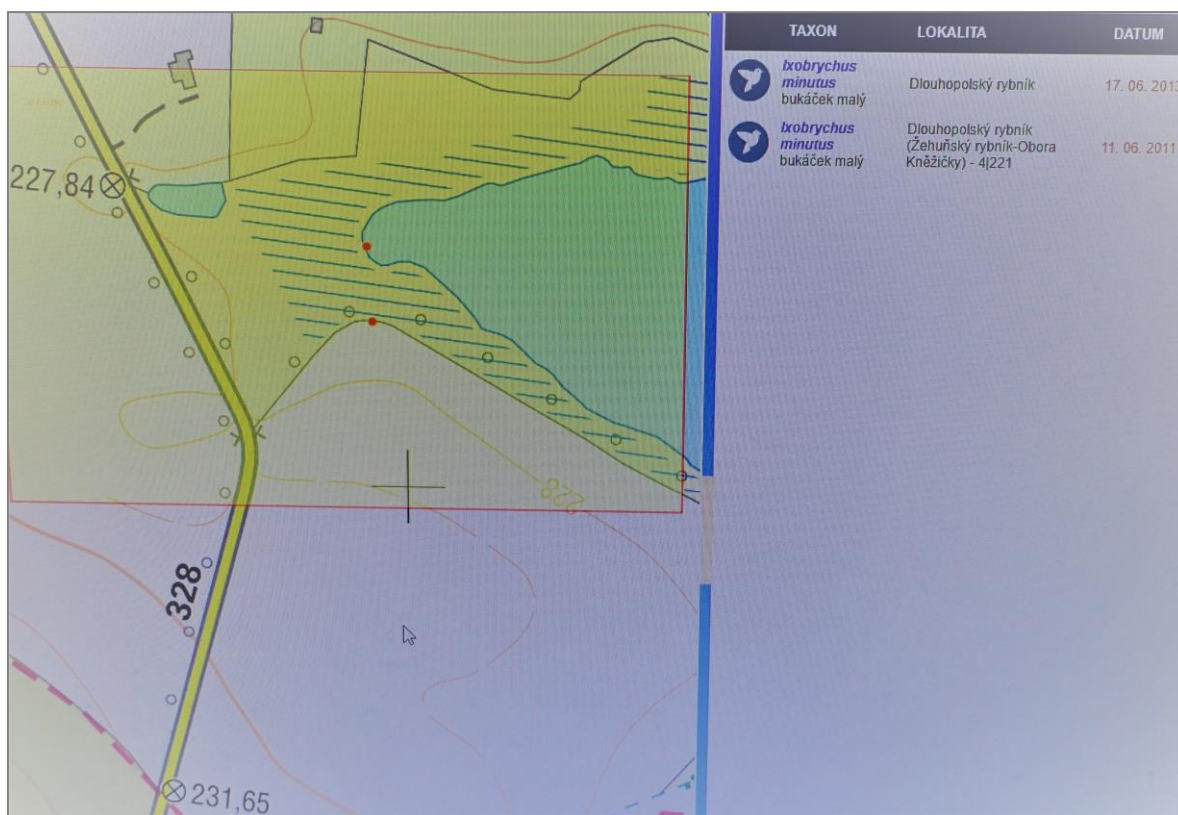 TAXON LOKALITA DATUM
Ixobrychus
minutus
bukáček malý
Dlouhopolský rybník
17. 06. 2013
Ixobrychus
minutus
bukáček malý
Dlouhopolský rybník
(Žehuňský rybník-Obora
Kněžičky) - 4|221
11. 06. 2011
227,84
228
328
231,65